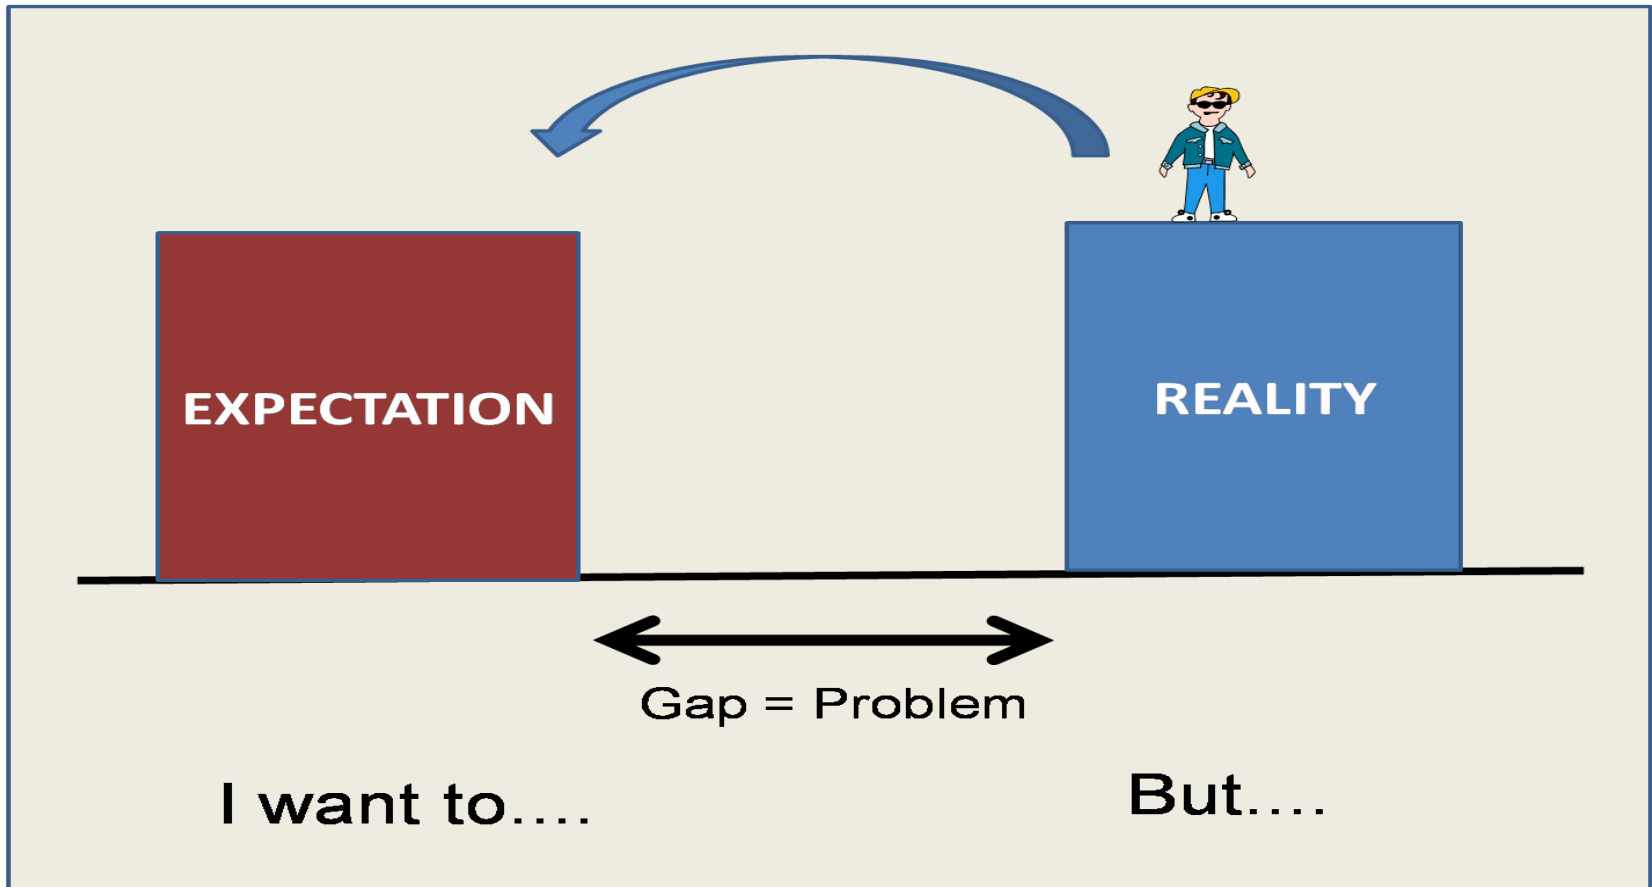 EXPECTATION
REALITY
Gap = Problem
I want to....
But....